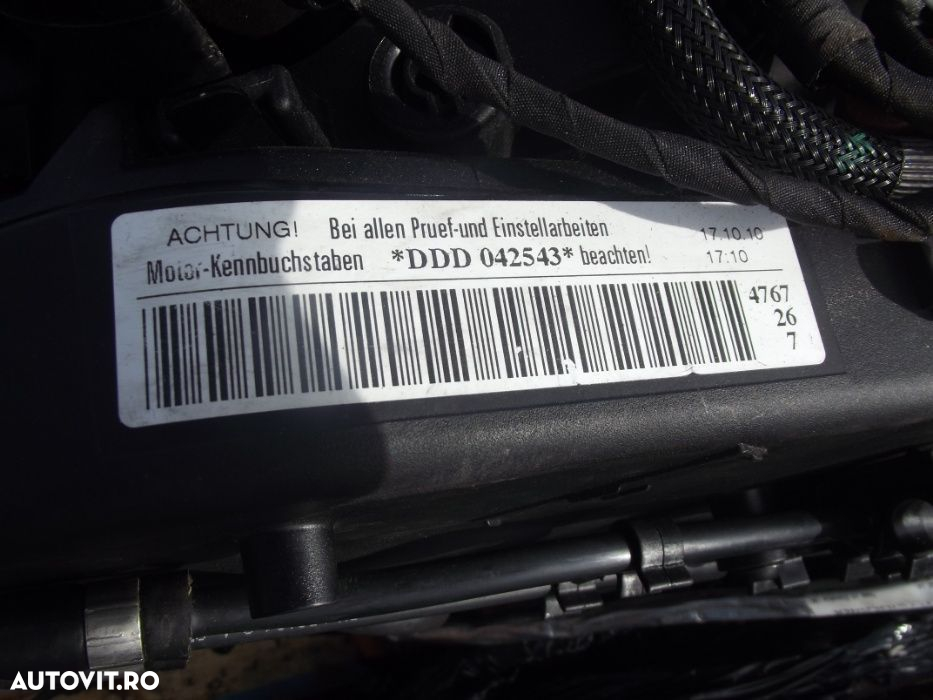 ACHTUNG! Bei allen Pruef-und Einstellarbeiten 17.10.10
Motor-Kennbuchstaben *DDD 042543* beachten! 17:10
4767
26
7
AUTOVIT.RO